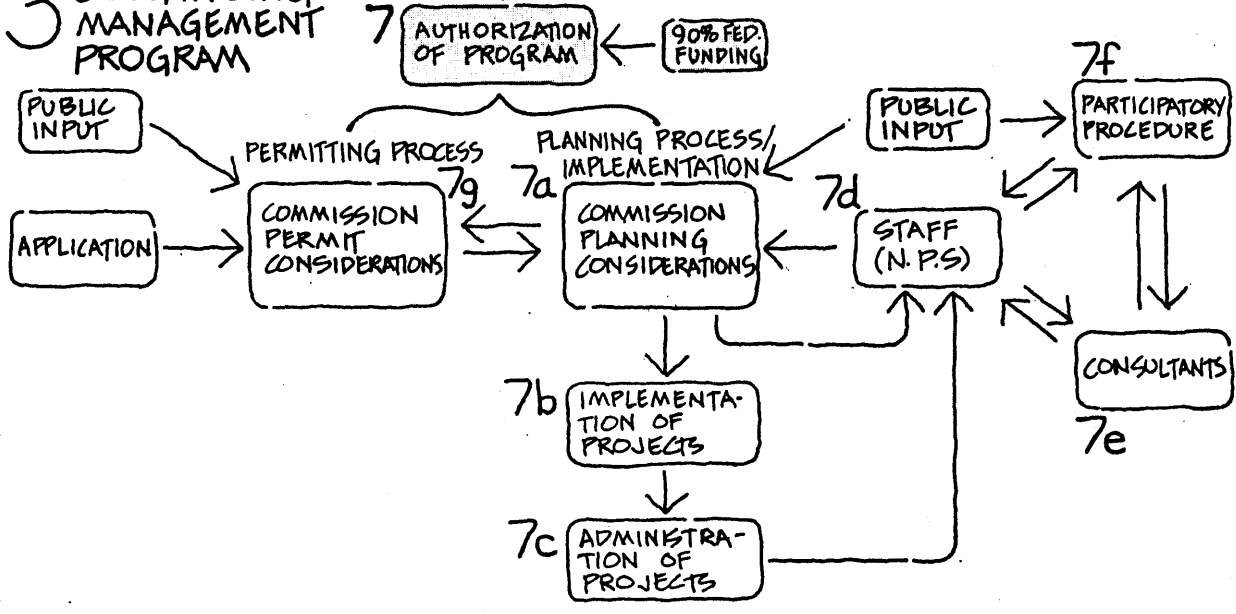 3
MANAGEMENT
PROGRAM
7
AUTHORIZATION
OF PROGRAM
90% FED.
FUNDING
PUBLIC
INPUT
PERMITTING PROCESS
PLANNING PROCESS/
IMPLEMENTATION
PUBLIC
INPUT
7f
PARTICIPATORY
PROCEDURE
APPLICATION
7g
COMMISSION
PERMIT
CONSIDERATIONS
7a
COMMISSION
PLANNING
CONSIDERATIONS
7d
STAFF
(N.P.S)
7b
IMPLEMENTA-
TION OF
PROJECTS
CONSULTANTS
7e
7c
ADMINISTRA-
TION OF
PROJECTS